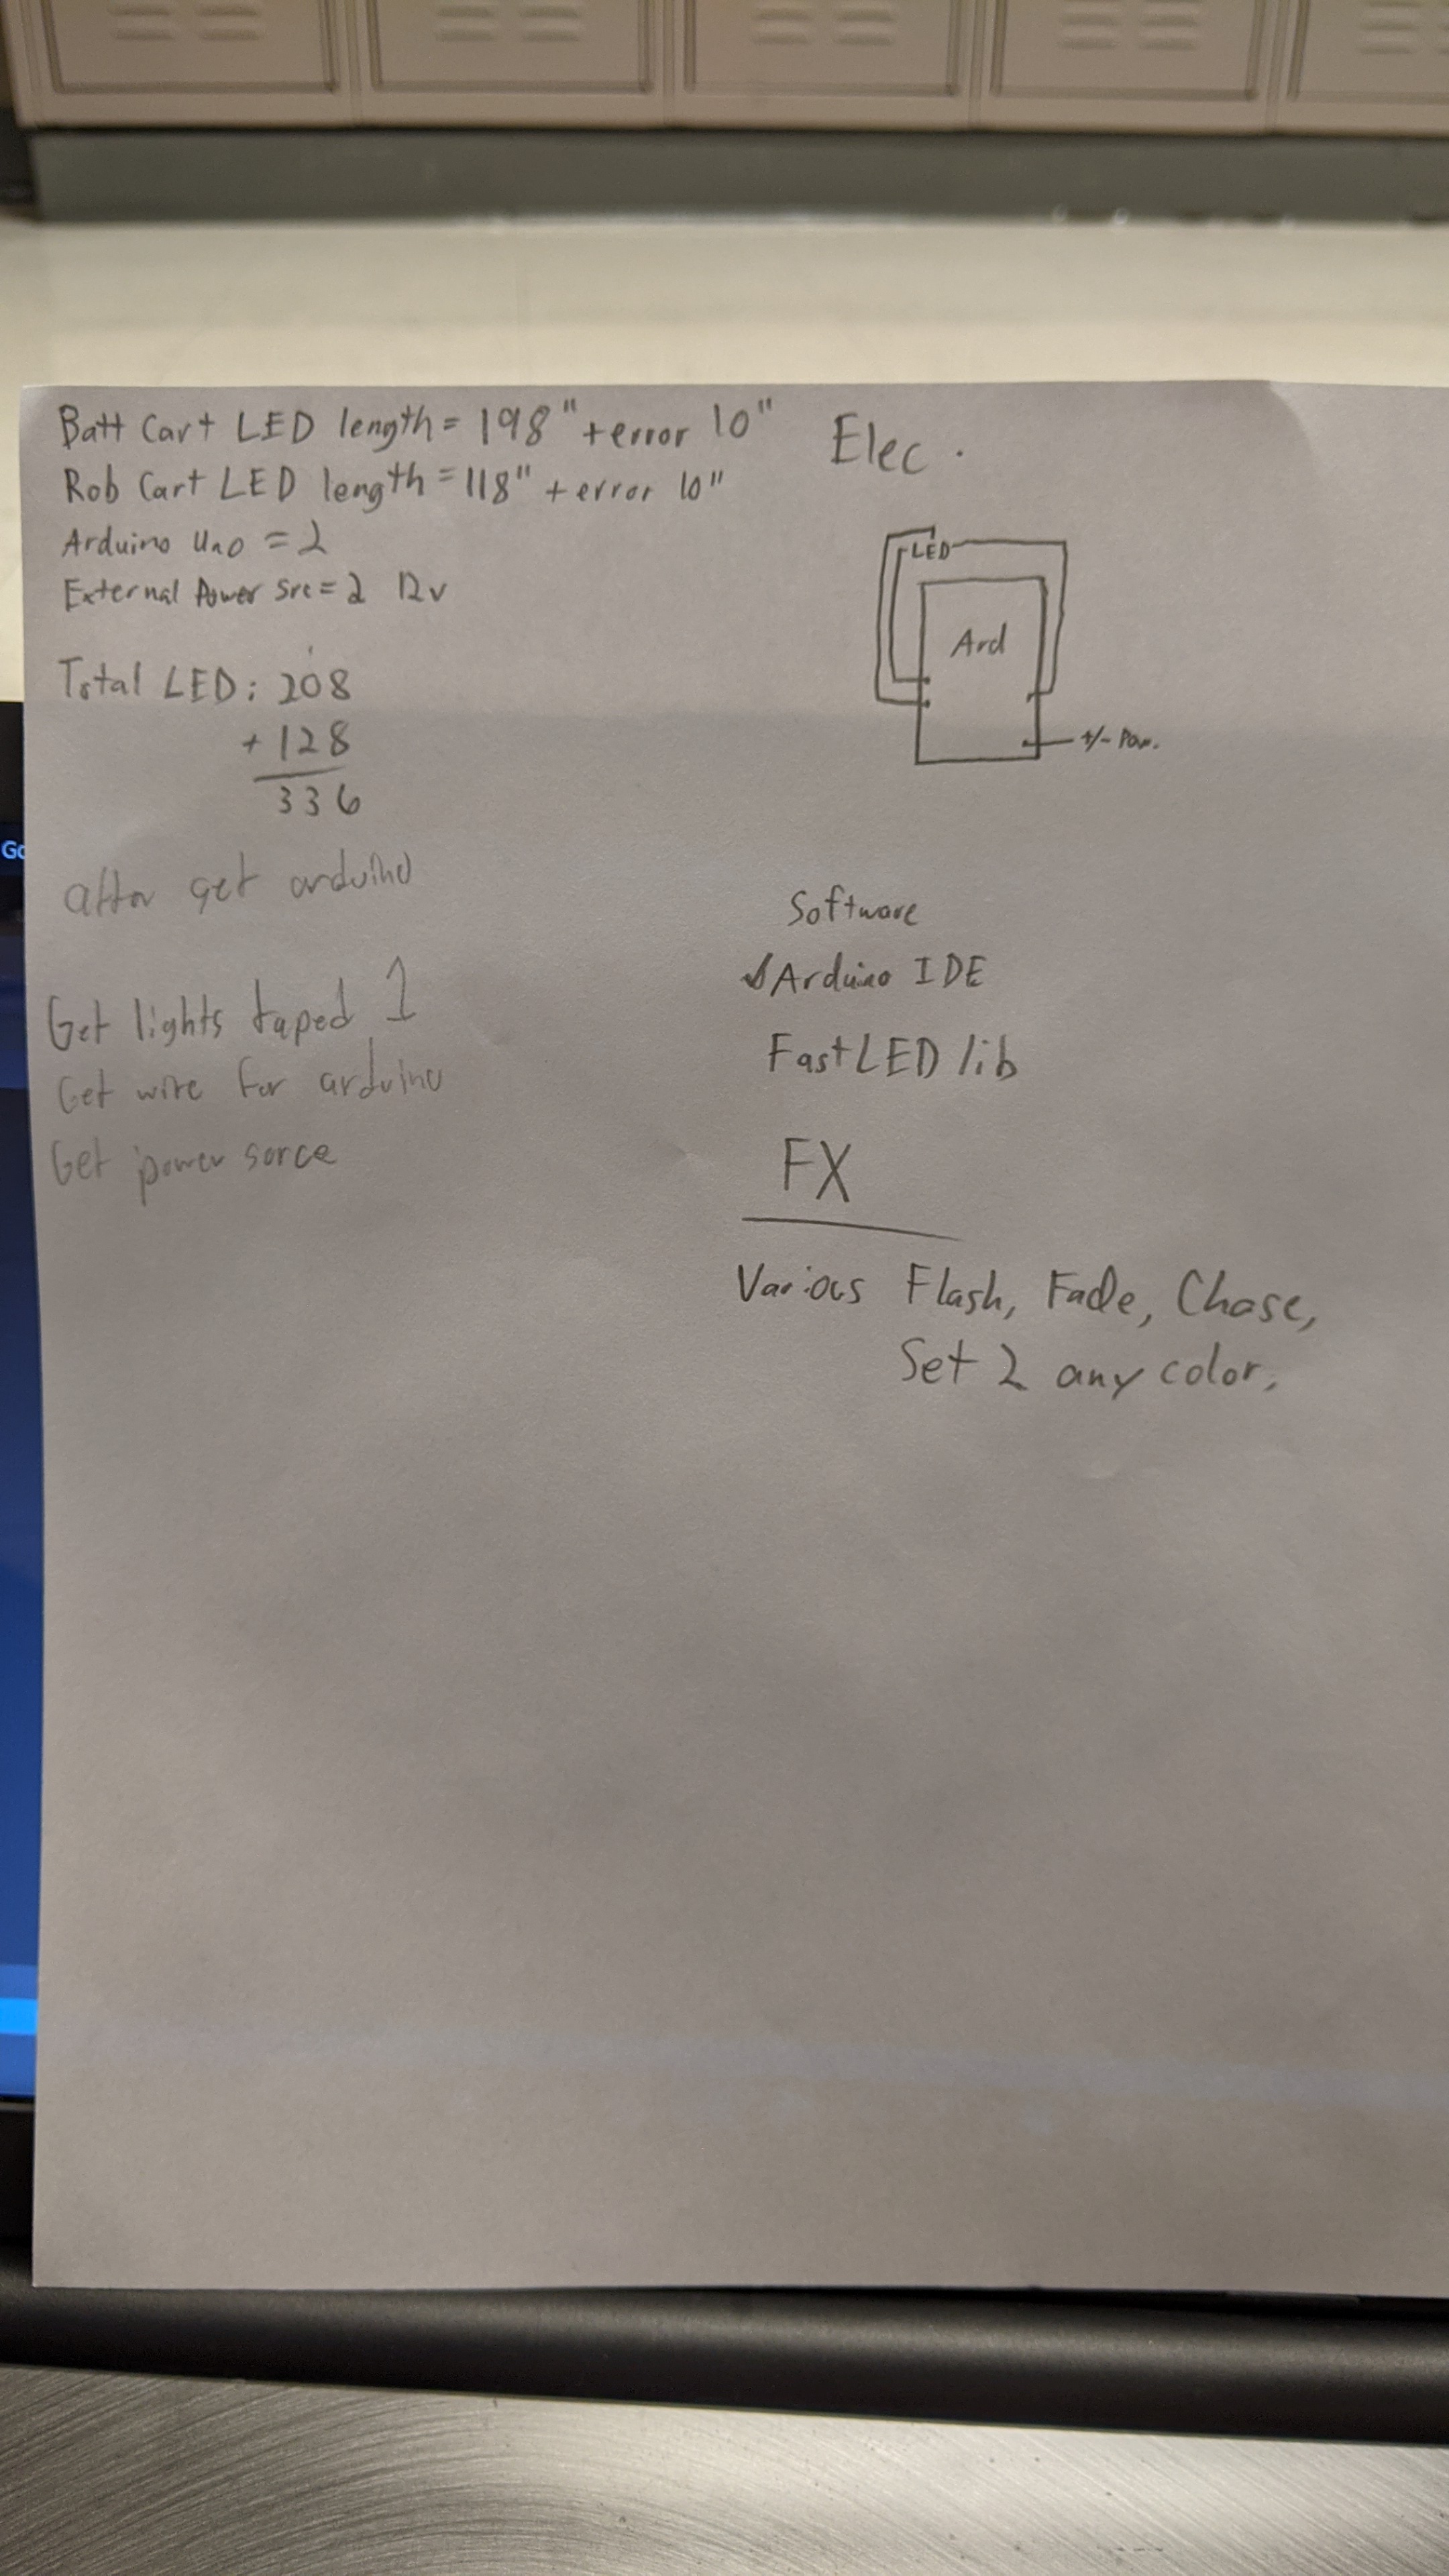 Batt Cart LED length = 198" + error 10"
Rob Cart LED length = 118" + error 10"
Arduino Uno = 2
External Power Src = 2 12v
Total LED: 208
+ 128
336
after get arduino
Get lights taped 1
Get wire for arduino
Get power sorce
Elec.
LED
Ard
+/- Pow.
Software
✓Arduino IDE
FastLED lib
FX
Various Flash, Fade, Chase,
Set 2 any color.
Go